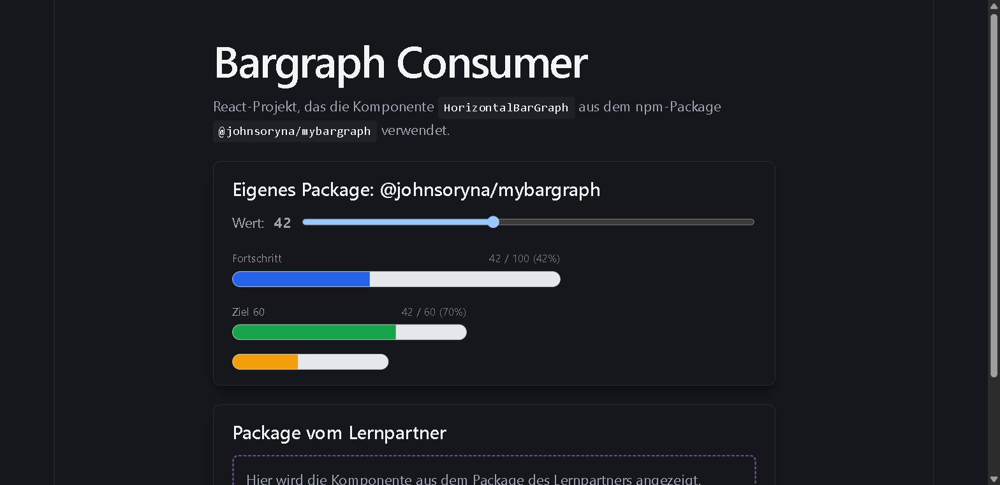 Bargraph Consumer
React-Projekt, das die Komponente HorizontalBarGraph aus dem npm-Package
@johnsoryna/mybargraph verwendet.
Eigenes Package: @johnsoryna/mybargraph
Wert: 42
Fortschritt 42 / 100 (42%)
Ziel 60 42 / 60 (70%)
Package vom Lernpartner
Hier wird die Komponente aus dem Package des Lernpartners angezeigt.